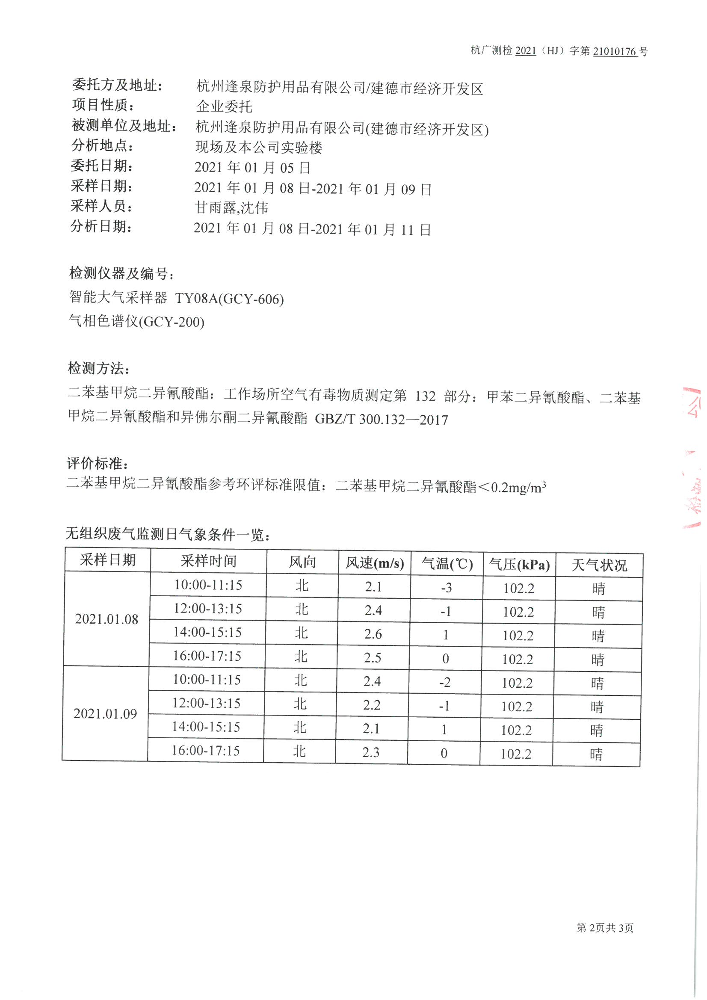 杭广测检 2021（HJ）字第 21010176 号
委托方及地址： 杭州逢泉防护用品有限公司/建德市经济开发区
项目性质： 企业委托
被测单位及地址： 杭州逢泉防护用品有限公司(建德市经济开发区)
分析地点： 现场及本公司实验楼
委托日期： 2021 年 01 月 05 日
采样日期： 2021 年 01 月 08 日-2021 年 01 月 09 日
采样人员： 甘雨露,沈伟
分析日期： 2021 年 01 月 08 日-2021 年 01 月 11 日
检测仪器及编号：
智能大气采样器 TY08A(GCY-606)
气相色谱仪(GCY-200)
检测方法：
二苯基甲烷二异氰酸酯：工作场所空气有毒物质测定第 132 部分：甲苯二异氰酸酯、二苯基
甲烷二异氰酸酯和异佛尔酮二异氰酸酯 GBZ/T 300.132—2017
评价标准：
二苯基甲烷二异氰酸酯参考环评标准限值：二苯基甲烷二异氰酸酯＜0.2mg/m³
无组织废气监测日气象条件一览：
采样日期 采样时间 风向 风速(m/s) 气温(℃) 气压(kPa) 天气状况
2021.01.08 10:00-11:15 北 2.1 -3 102.2 晴
12:00-13:15 北 2.4 -1 102.2 晴
14:00-15:15 北 2.6 1 102.2 晴
16:00-17:15 北 2.5 0 102.2 晴
2021.01.09 10:00-11:15 北 2.4 -2 102.2 晴
12:00-13:15 北 2.2 -1 102.2 晴
14:00-15:15 北 2.1 1 102.2 晴
16:00-17:15 北 2.3 0 102.2 晴
第 2页共 3页